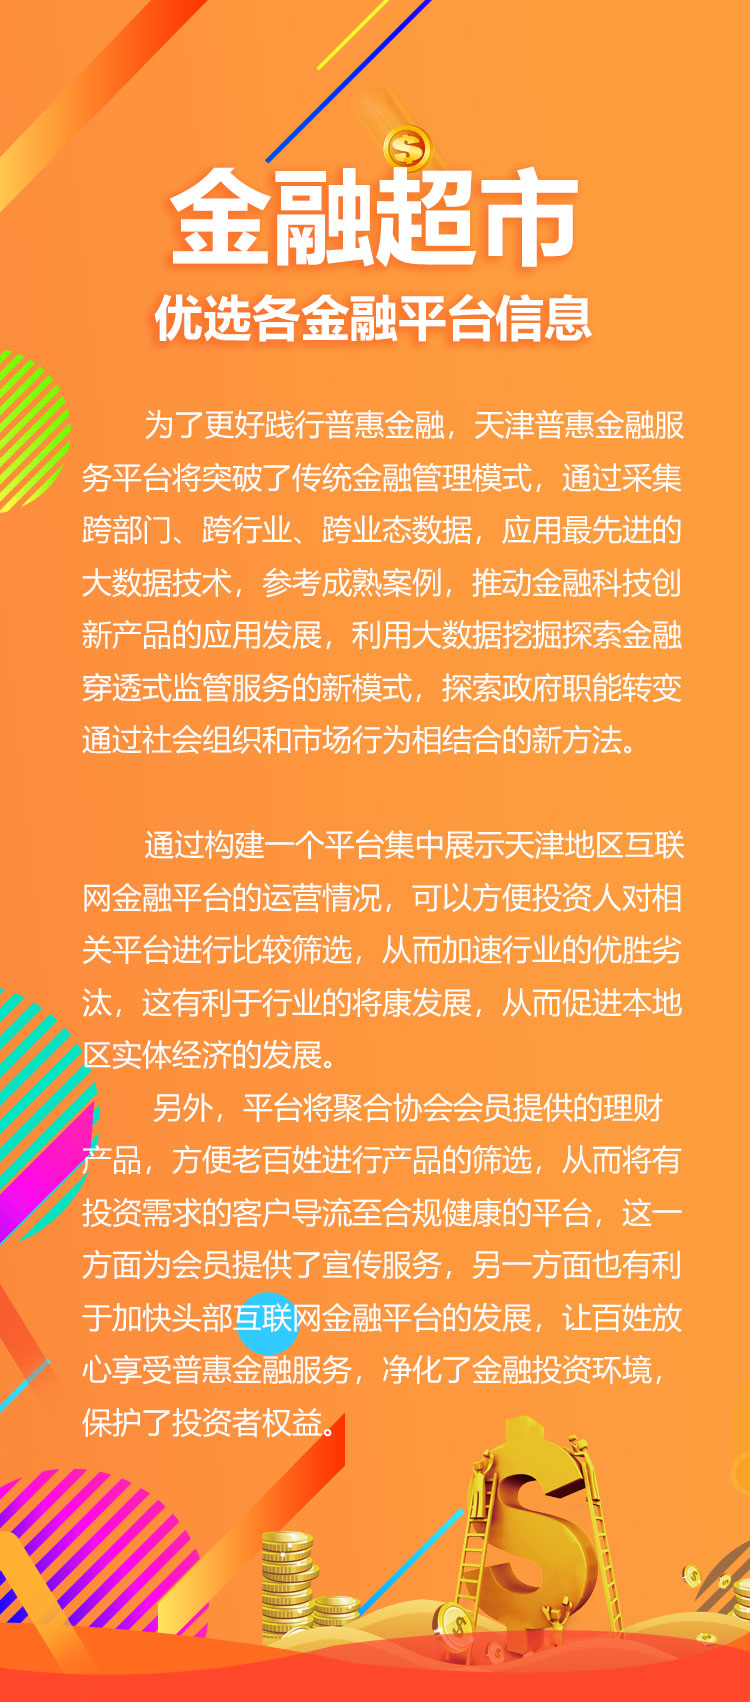 金融超市
优选各金融平台信息
为了更好践行普惠金融，天津普惠金融服
务平台将突破了传统金融管理模式，通过采集
跨部门、跨行业、跨业态数据，应用最先进的
大数据技术，参考成熟案例，推动金融科技创
新产品的应用发展，利用大数据挖掘探索金融
穿透式监管服务的新模式，探索政府职能转变
通过社会组织和市场行为相结合的新方法。
通过构建一个平台集中展示天津地区互联
网金融平台的运营情况，可以方便投资人对相
关平台进行比较筛选，从而加速行业的优胜劣
汰，这有利于行业的将康发展，从而促进本地
区实体经济的发展。
另外，平台将聚合协会会员提供的理财
产品，方便老百姓进行产品的筛选，从而将有
投资需求的客户导流至合规健康的平台，这一
方面为会员提供了宣传服务，另一方面也有利
于加快头部互联网金融平台的发展，让百姓放
心享受普惠金融服务，净化了金融投资环境，
保护了投资者权益。